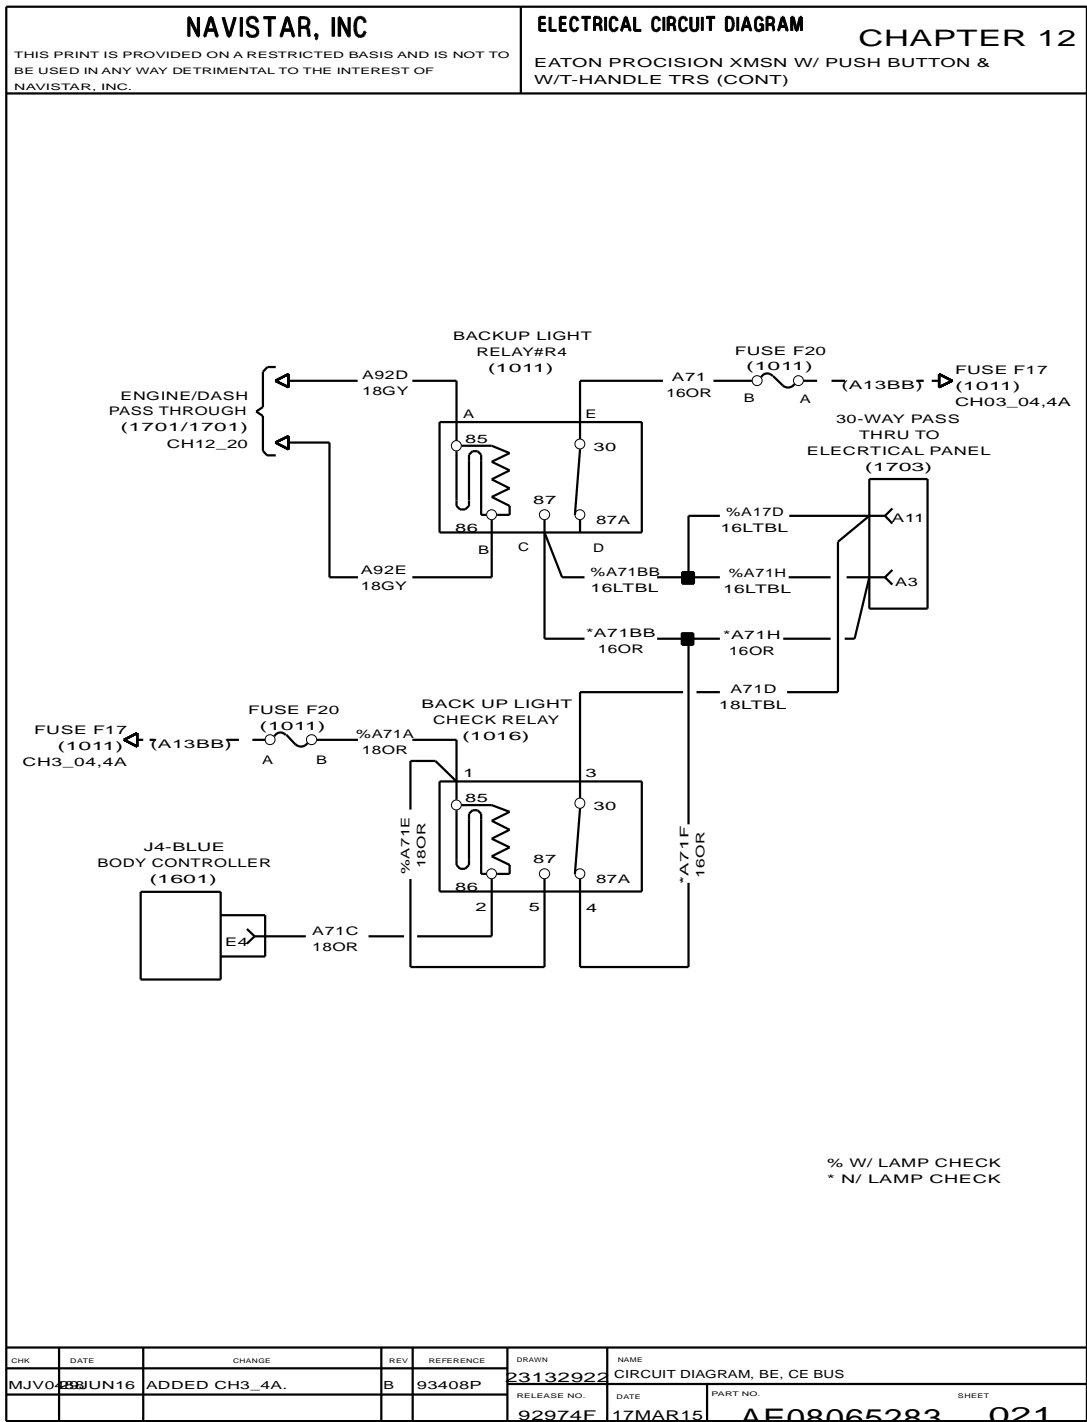 NAVISTAR, INC
THIS PRINT IS PROVIDED ON A RESTRICTED BASIS AND IS NOT TO
BE USED IN ANY WAY DETRIMENTAL TO THE INTEREST OF
NAVISTAR, INC.
ELECTRICAL CIRCUIT DIAGRAM
CHAPTER 12
EATON PROCISION XMSN W/ PUSH BUTTON &
W/T-HANDLE TRS (CONT)
BACKUP LIGHT
RELAY#R4
(1011)
ENGINE/DASH
PASS THROUGH
(1701/1701)
CH12_20
A92D
18GY
A92E
18GY
A
E
85
30
86
87
87A
B
C
D
A71
16OR
FUSE F20
(1011)
B
A
(A13BB)
FUSE F17
(1011)
CH03_04,4A
30-WAY PASS
THRU TO
ELECRTICAL PANEL
(1703)
A11
A3
%A17D
16LTBL
%A71BB
16LTBL
%A71H
16LTBL
*A71BB
16OR
*A71H
16OR
A71D
18LTBL
FUSE F17
(1011)
CH3_04,4A
(A13BB)
FUSE F20
(1011)
A
B
%A71A
18OR
BACK UP LIGHT
CHECK RELAY
(1016)
1
3
85
30
86
87
87A
2
5
4
%A71E
18OR
*A71F
16OR
J4-BLUE
BODY CONTROLLER
(1601)
E4
A71C
18OR
% W/ LAMP CHECK
* N/ LAMP CHECK
CHK
DATE
CHANGE
REV
REFERENCE
DRAWN
NAME
ADDED CH3_4A.
B
93408P
23132922
CIRCUIT DIAGRAM, BE, CE BUS
RELEASE NO.
DATE
PART NO.
SHEET
92974F
17MAR15
AE08065283
021